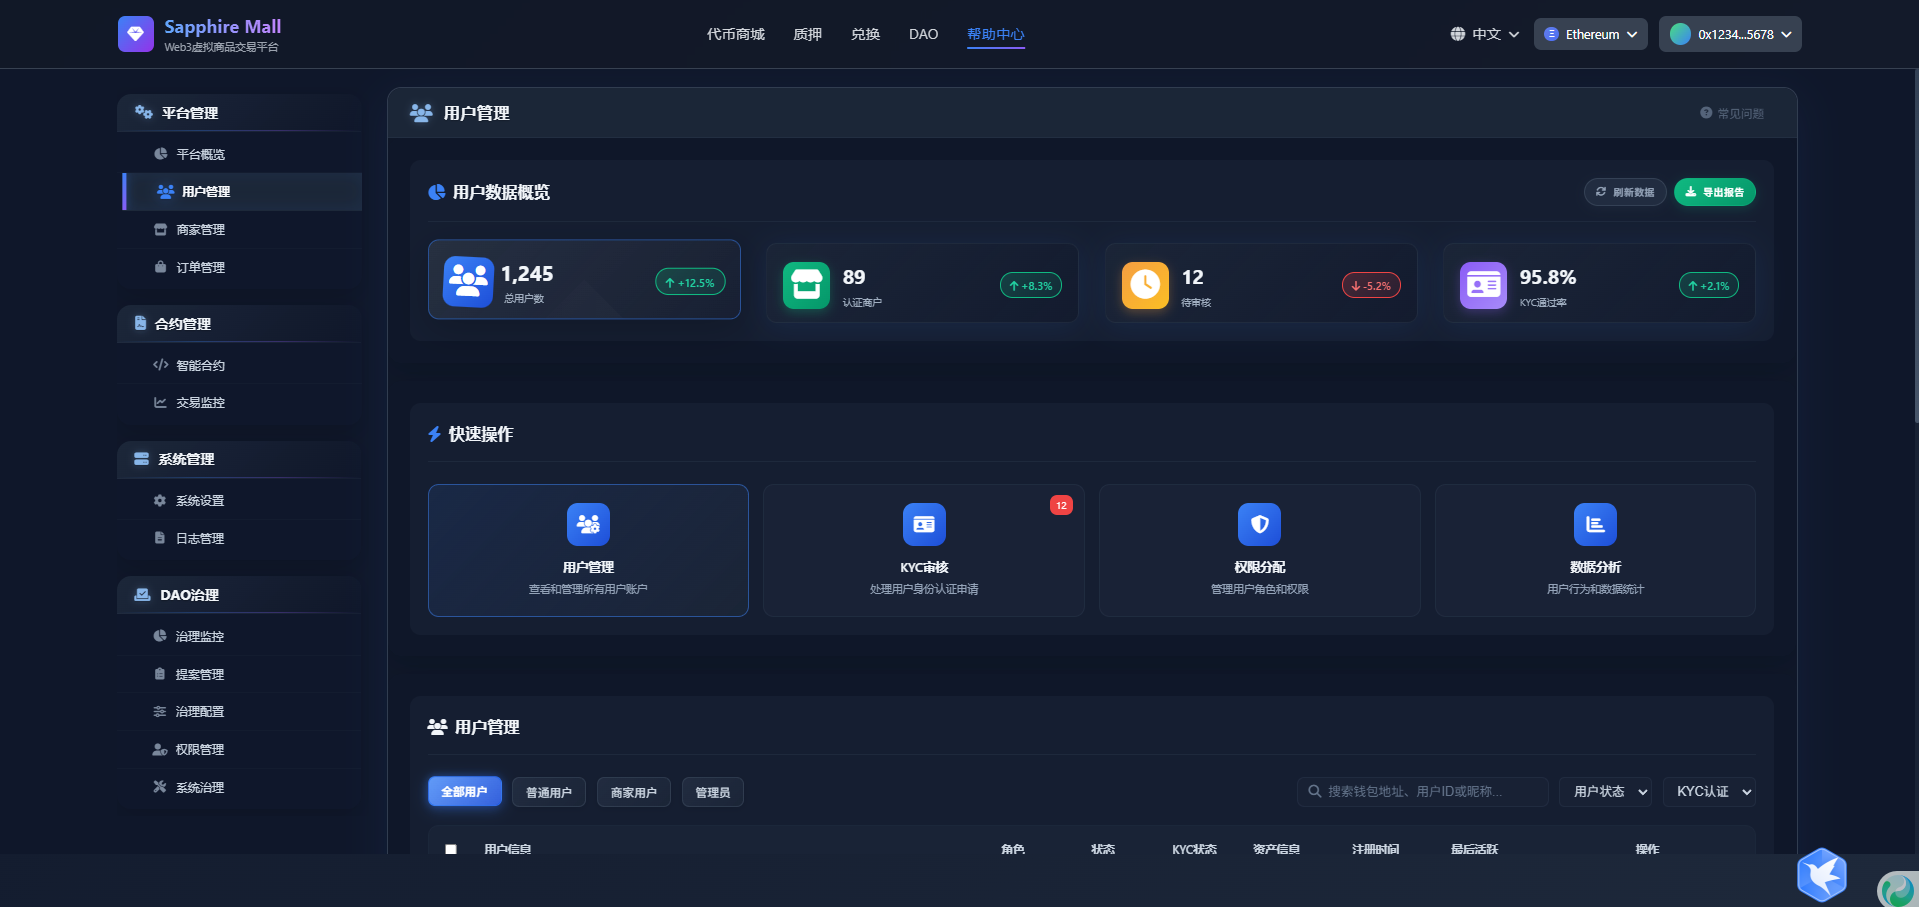 Sapphire Mall
Web3虚拟商品交易平台
代币商城 质押 兑换 DAO 帮助中心
中文 Ethereum 0x1234...5678
平台管理
平台概览
用户管理
商家管理
订单管理
合约管理
智能合约
交易监控
系统管理
系统设置
日志管理
DAO治理
治理监控
提案管理
治理配置
权限管理
系统治理
用户管理
常见问题
用户数据概览
刷新数据 导出报告
1,245
总用户数
+12.5%
89
认证商户
+8.3%
12
待审核
-5.2%
95.8%
KYC通过率
+2.1%
快速操作
用户管理
查看和管理所有用户账户
12
KYC审核
处理用户身份认证申请
权限分配
管理用户角色和权限
数据分析
用户行为和数据统计
用户管理
全部用户 普通用户 商家用户 管理员
搜索钱包地址、用户ID或昵称... 用户状态 KYC认证
用户信息 角色 状态 KYC状态 资产信息 注册时间 最后活跃 操作